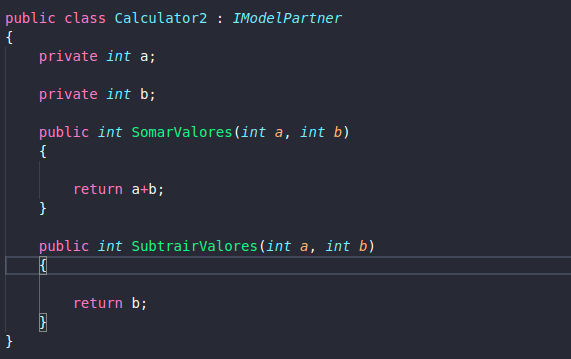 public class Calculator2 : IModelPartner
{
private int a;
private int b;
public int SomarValores(int a, int b)
{
return a+b;
}
public int SubtrairValores(int a, int b)
{
return b;
}
}